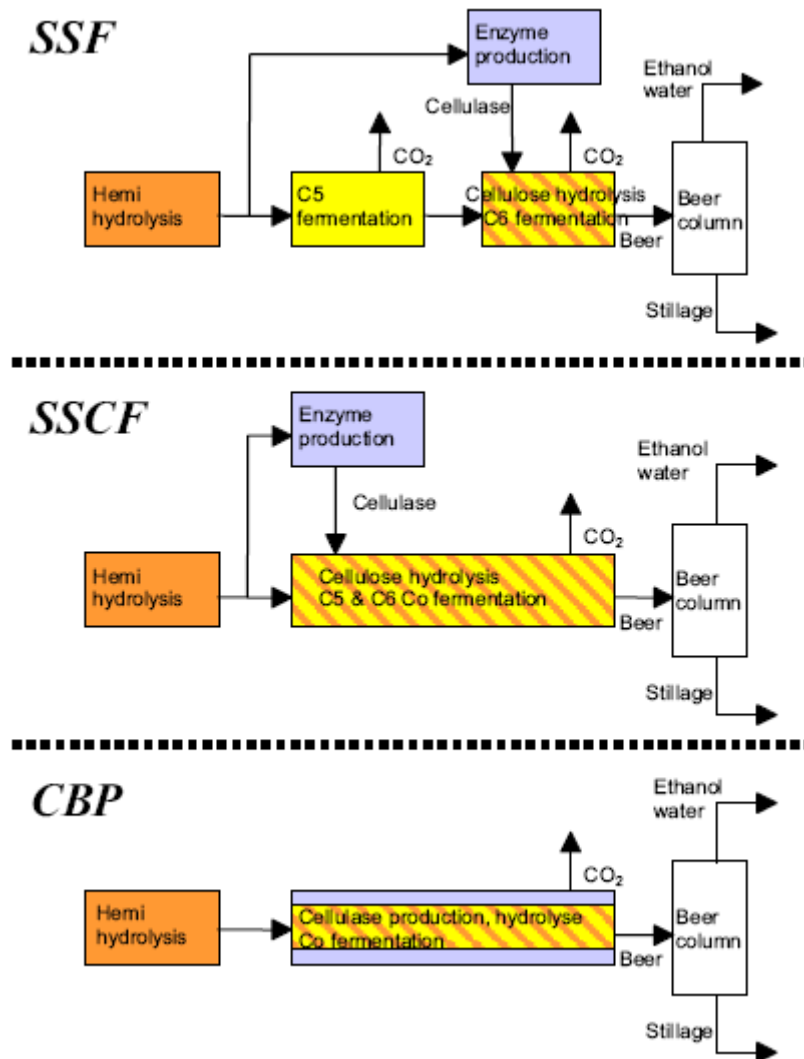 SSF
Enzyme
production
Ethanol
water
Cellulase
CO₂
CO₂
Hemi
hydrolysis
C5
fermentation
Cellulose hydrolysis
C6 fermentation
Beer
Beer
column
Stillage
SSCF
Enzyme
production
Ethanol
water
Cellulase
CO₂
Hemi
hydrolysis
Cellulose hydrolysis
C5 & C6 Co fermentation
Beer
Beer
column
Stillage
CBP
Ethanol
water
CO₂
Hemi
hydrolysis
Cellulase production, hydrolyse
Co fermentation
Beer
Beer
column
Stillage